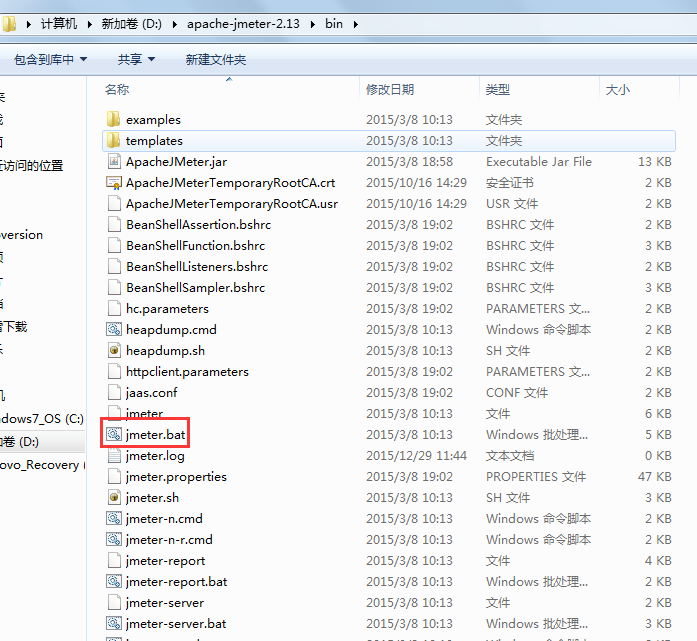 计算机 新加卷 (D:) apache-jmeter-2.13 bin
包含到库中 共享 新建文件夹
名称 修改日期 类型 大小
examples 2015/3/8 10:13 文件夹
templates 2015/3/8 10:13 文件夹
ApacheJMeter.jar 2015/3/8 18:58 Executable Jar File 13 KB
近访问的位置
ApacheJMeterTemporaryRootCA.crt 2015/10/16 14:29 安全证书 2 KB
ApacheJMeterTemporaryRootCA.usr 2015/10/16 14:29 USR 文件 2 KB
BeanShellAssertion.bshrc 2015/3/8 19:02 BSHRC 文件 2 KB
version
BeanShellFunction.bshrc 2015/3/8 19:02 BSHRC 文件 3 KB
BeanShellListeners.bshrc 2015/3/8 19:02 BSHRC 文件 2 KB
BeanShellSampler.bshrc 2015/3/8 19:02 BSHRC 文件 3 KB
hc.parameters 2015/3/8 19:02 PARAMETERS 文... 2 KB
下载
heapdump.cmd 2015/3/8 10:13 Windows 命令脚本 2 KB
heapdump.sh 2015/3/8 10:13 SH 文件 2 KB
httpclient.parameters 2015/3/8 19:02 PARAMETERS 文... 2 KB
jaas.conf 2015/3/8 19:02 CONF 文件 2 KB
jmeter 2015/3/8 10:13 文件 6 KB
dows7_OS (C:)
jmeter.bat 2015/3/8 10:13 Windows 批处理... 5 KB
卷 (D:)
jmeter.log 2015/12/29 11:44 文本文档 0 KB
ovo_Recovery (
jmeter.properties 2015/3/8 19:02 PROPERTIES 文件 47 KB
jmeter.sh 2015/3/8 10:13 SH 文件 3 KB
jmeter-n.cmd 2015/3/8 10:13 Windows 命令脚本 2 KB
jmeter-n-r.cmd 2015/3/8 10:13 Windows 命令脚本 2 KB
jmeter-report 2015/3/8 10:13 文件 4 KB
jmeter-report.bat 2015/3/8 10:13 Windows 批处理... 2 KB
jmeter-server 2015/3/8 10:13 文件 2 KB
jmeter-server.bat 2015/3/8 10:13 Windows 批处理... 3 KB